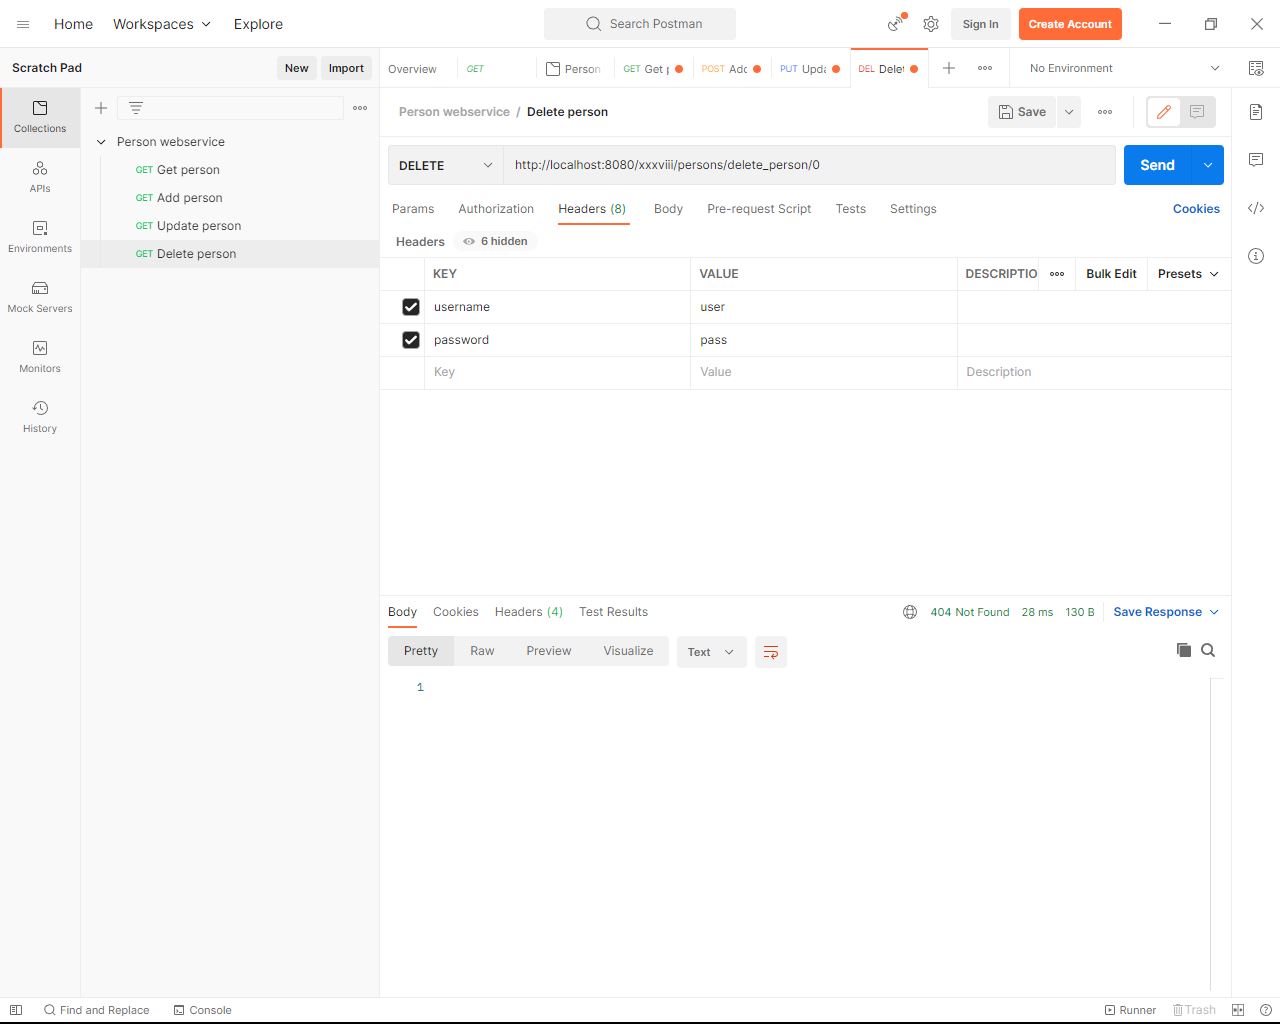 Home Workspaces Explore Search Postman Sign In Create Account
Scratch Pad New Import Overview GET Person GET Get POST Add PUT Upda DEL Delet No Environment
Collections
APIs
Environments
Mock Servers
Monitors
History
Person webservice
GET Get person
GET Add person
GET Update person
GET Delete person
Person webservice / Delete person Save
DELETE http://localhost:8080/xxxviii/persons/delete_person/0 Send
Params Authorization Headers (8) Body Pre-request Script Tests Settings Cookies
Headers 6 hidden
KEY VALUE DESCRIPTIO Bulk Edit Presets
username user
password pass
Key Value Description
Body Cookies Headers (4) Test Results 404 Not Found 28 ms 130 B Save Response
Pretty Raw Preview Visualize Text
1
Find and Replace Console Runner Trash